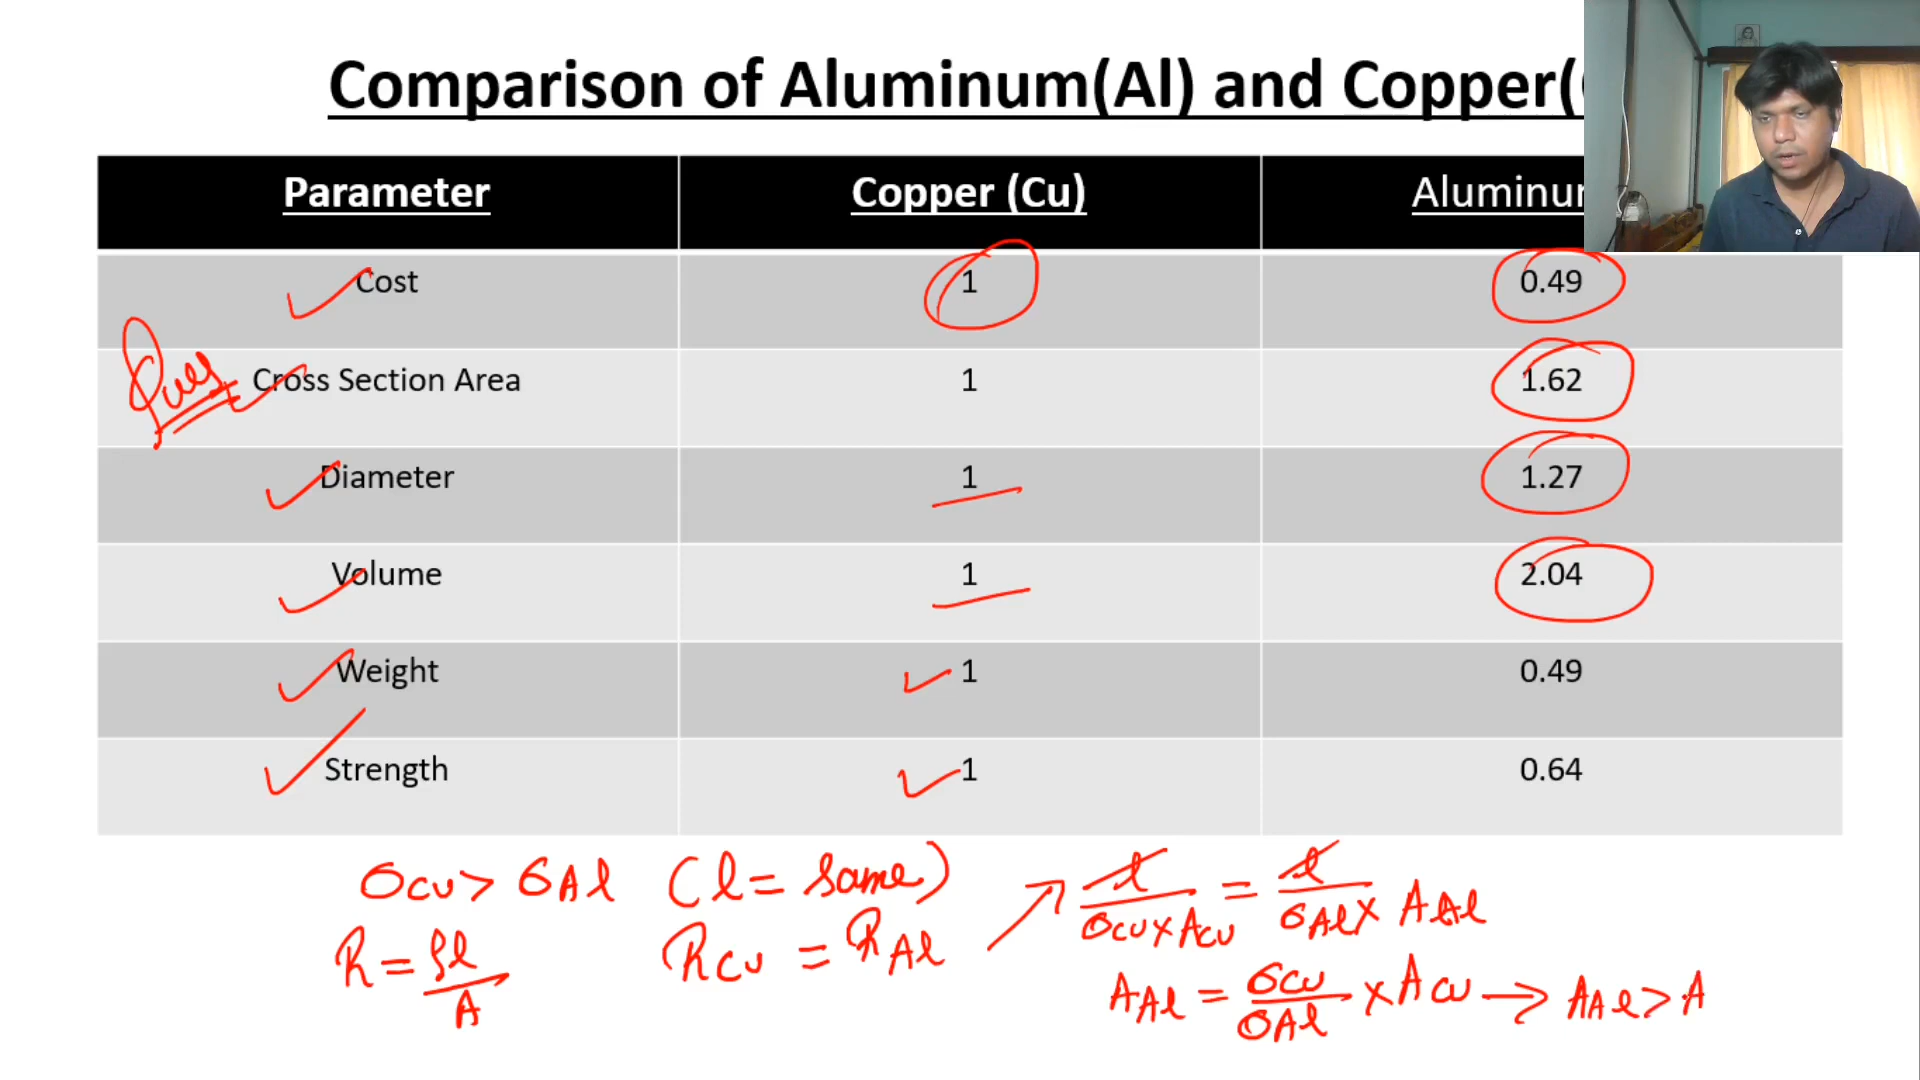 Comparison of Aluminum(Al) and Copper(
Parameter Copper (Cu) Aluminum
Cost 1 0.49
Ques
Cross Section Area 1 1.62
Diameter 1 1.27
Volume 1 2.04
Weight 1 0.49
Strength 1 0.64
σCu > σAl (l = same)
R = ρl/A
RCu = RAl
l/(σCu × ACu) = l/(σAl × AAl)
AAl = σCu/σAl × ACu → AAl > A